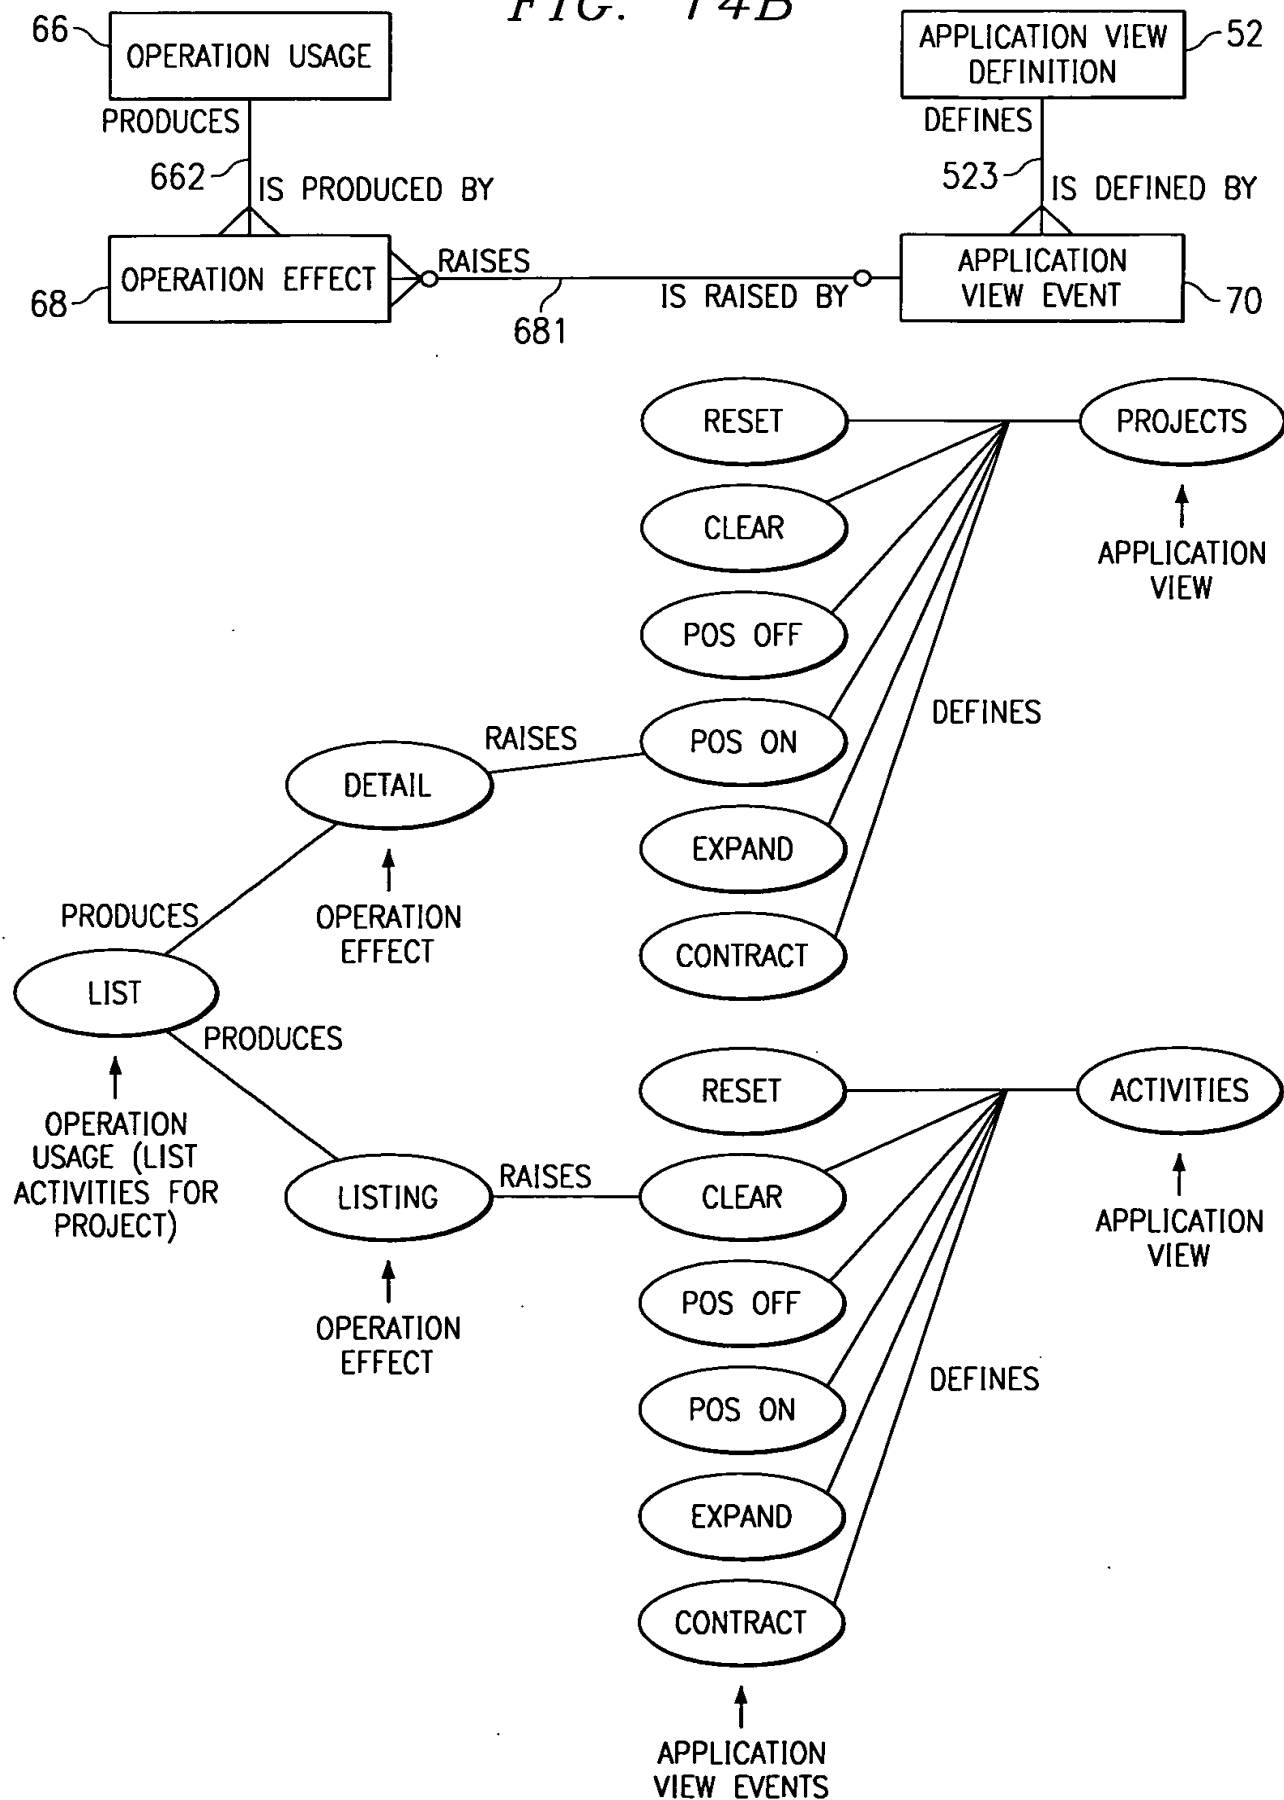 FIG. 14B
66
OPERATION USAGE
APPLICATION VIEW
DEFINITION
52
PRODUCES
662
IS PRODUCED BY
DEFINES
523
IS DEFINED BY
68
OPERATION EFFECT
RAISES
681
IS RAISED BY
APPLICATION
VIEW EVENT
70
RESET
PROJECTS
CLEAR
APPLICATION
VIEW
POS OFF
DEFINES
RAISES
POS ON
DETAIL
EXPAND
PRODUCES
OPERATION
EFFECT
CONTRACT
LIST
PRODUCES
RESET
ACTIVITIES
OPERATION
USAGE (LIST
ACTIVITIES FOR
PROJECT)
LISTING
RAISES
CLEAR
APPLICATION
VIEW
POS OFF
OPERATION
EFFECT
DEFINES
POS ON
EXPAND
CONTRACT
APPLICATION
VIEW EVENTS